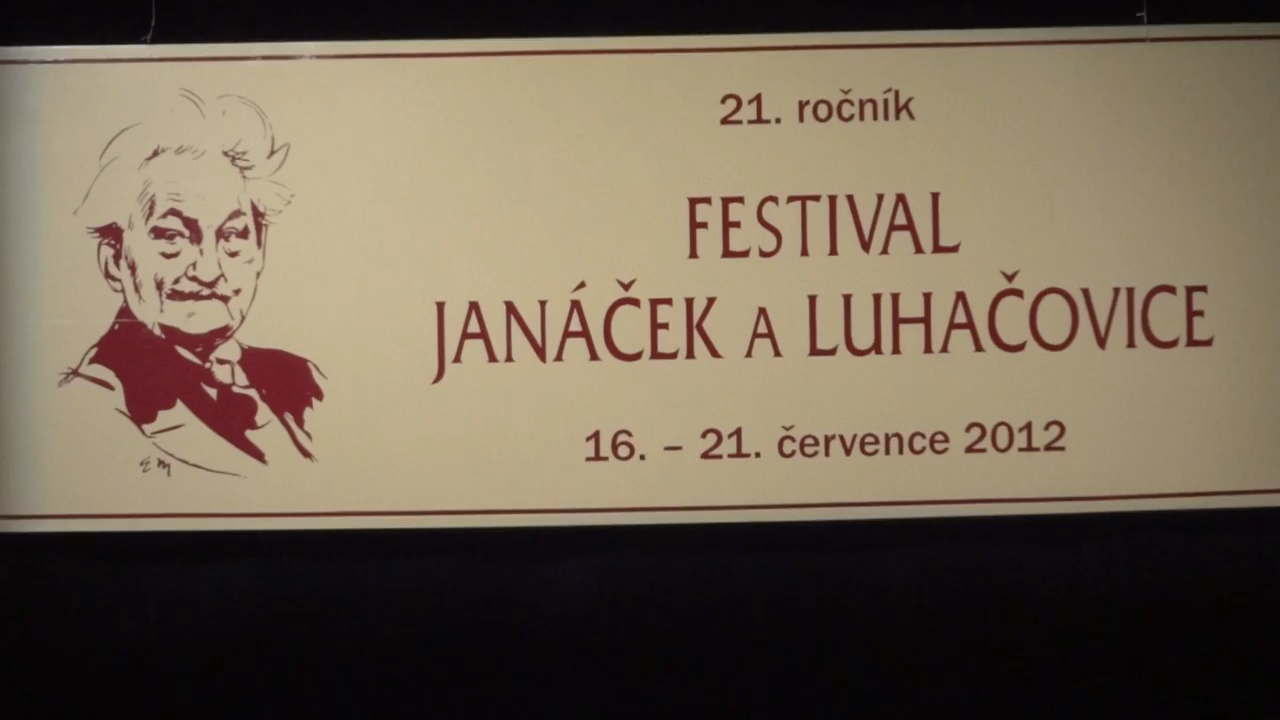 21. ročník
FESTIVAL
JANÁČEK A LUHAČOVICE
16. – 21. července 2012
E M